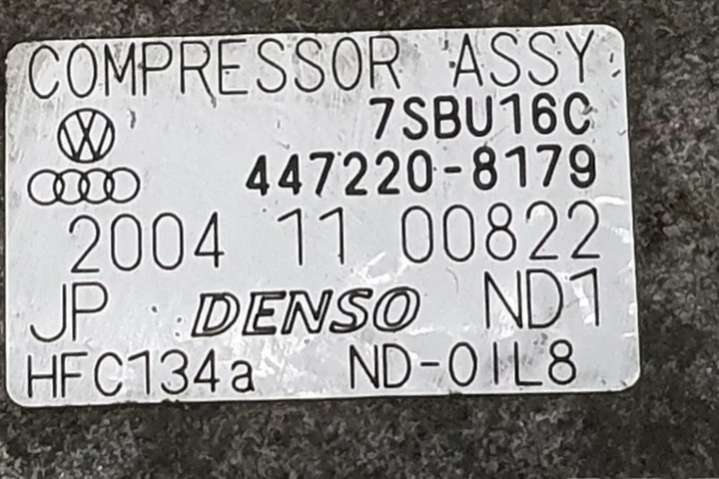 COMPRESSOR ASSY
7SBU16C
447220-8179
2004 11 00822
JP DENSO ND1
HFC134a ND-OIL8